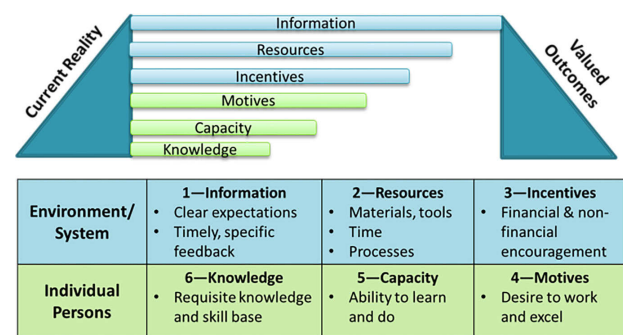 Current Reality
Information
Resources
Incentives
Motives
Capacity
Knowledge
Valued
Outcomes
Environment/
System
1—Information
• Clear expectations
• Timely, specific
feedback
2—Resources
• Materials, tools
• Time
• Processes
3—Incentives
• Financial & non-
financial
encouragement
Individual
Persons
6—Knowledge
• Requisite knowledge
and skill base
5—Capacity
• Ability to learn
and do
4—Motives
• Desire to work
and excel